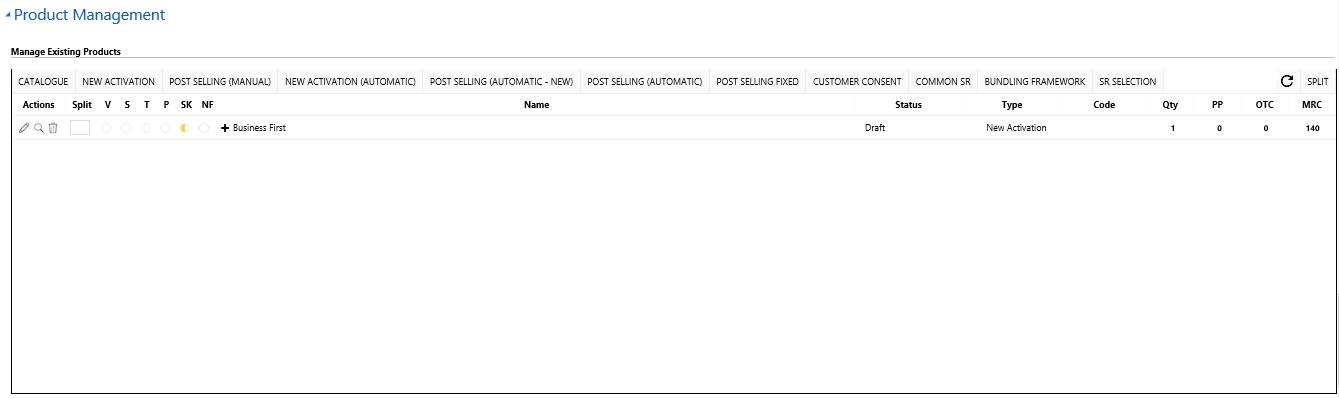 Product Management
Manage Existing Products
CATALOGUE NEW ACTIVATION POST SELLING (MANUAL) NEW ACTIVATION (AUTOMATIC) POST SELLING (AUTOMATIC - NEW) POST SELLING (AUTOMATIC) POST SELLING FIXED CUSTOMER CONSENT COMMON SR BUNDLING FRAMEWORK SR SELECTION SPLIT
Actions Split V S T P SK NF Name Status Type Code Qty PP OTC MRC
Business First Draft New Activation 1 0 0 140